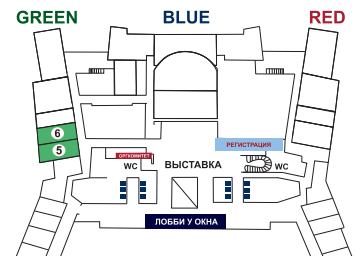 GREEN BLUE RED
6
5
РЕГИСТРАЦИЯ
ОРГКОМИТЕТ
ВЫСТАВКА
WC
WC
ЛОББИ У ОКНА